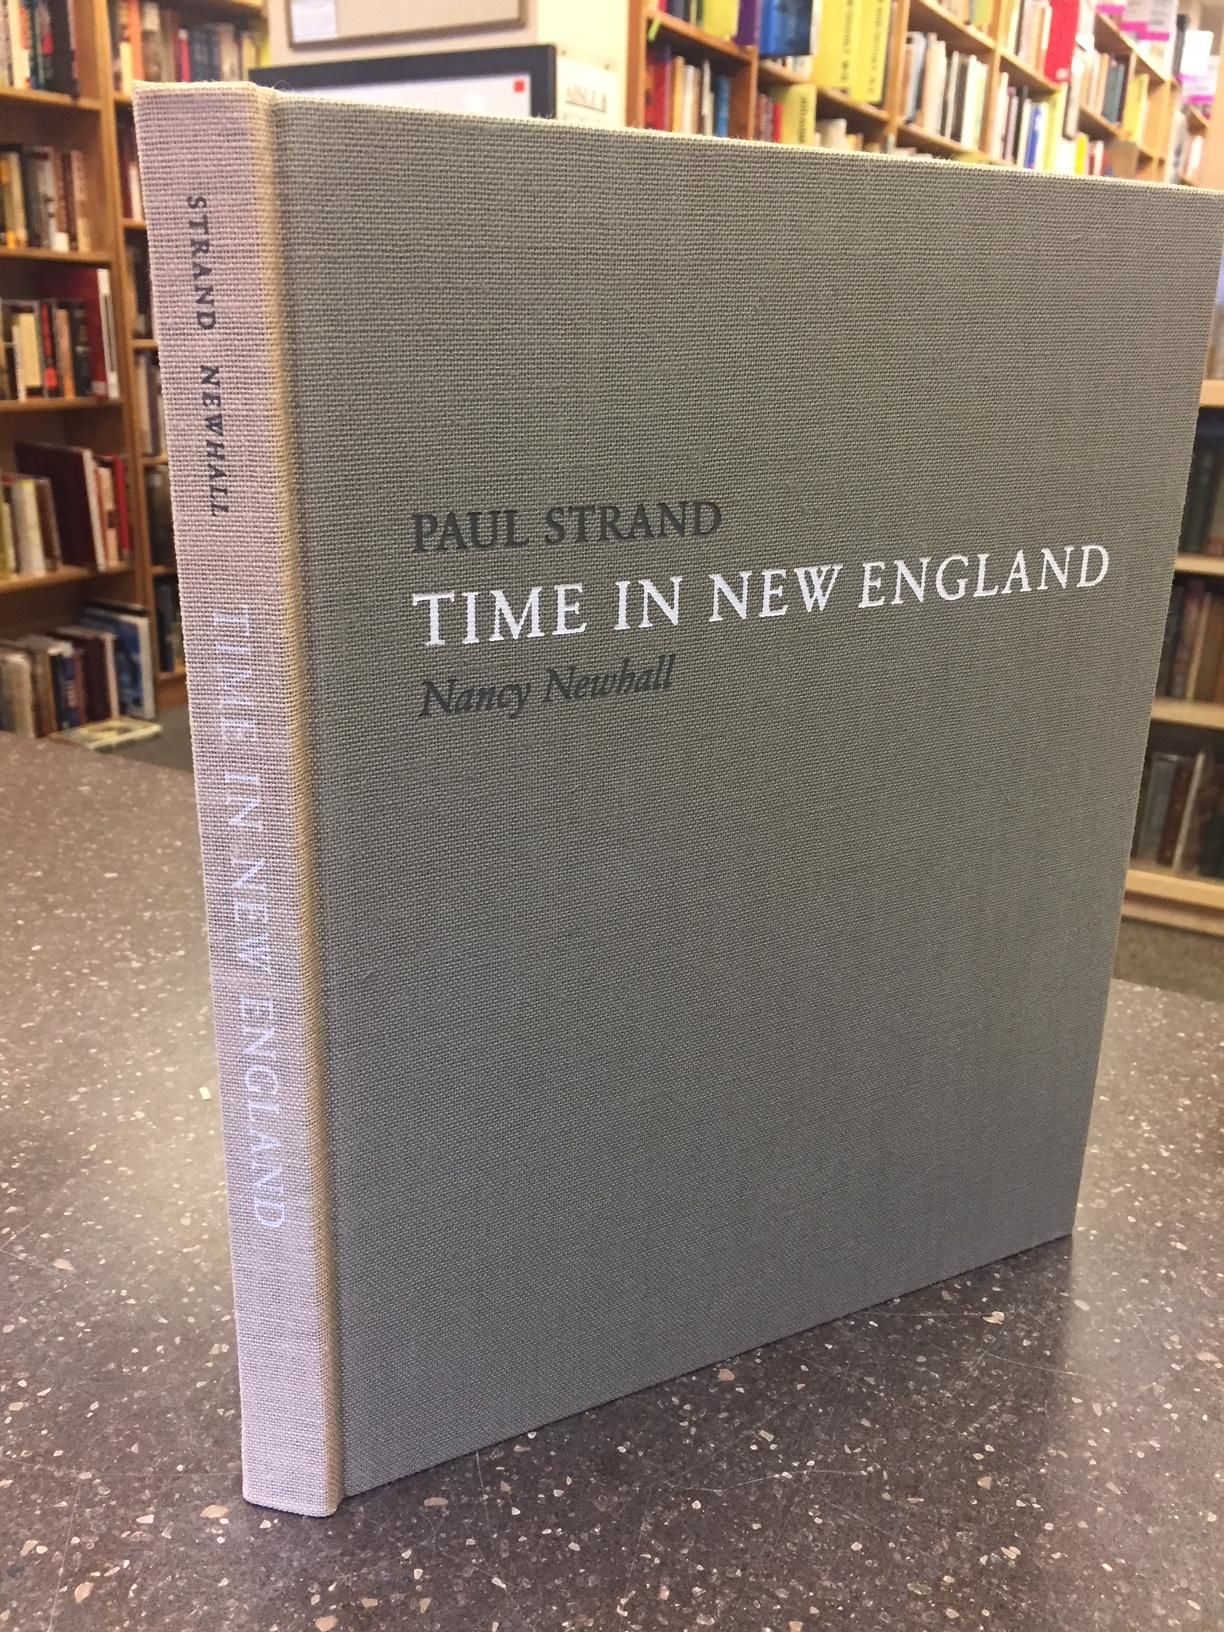 STRAND NEWHALL TIME IN NEW ENGLAND
PAUL STRAND
TIME IN NEW ENGLAND
Nancy Newhall